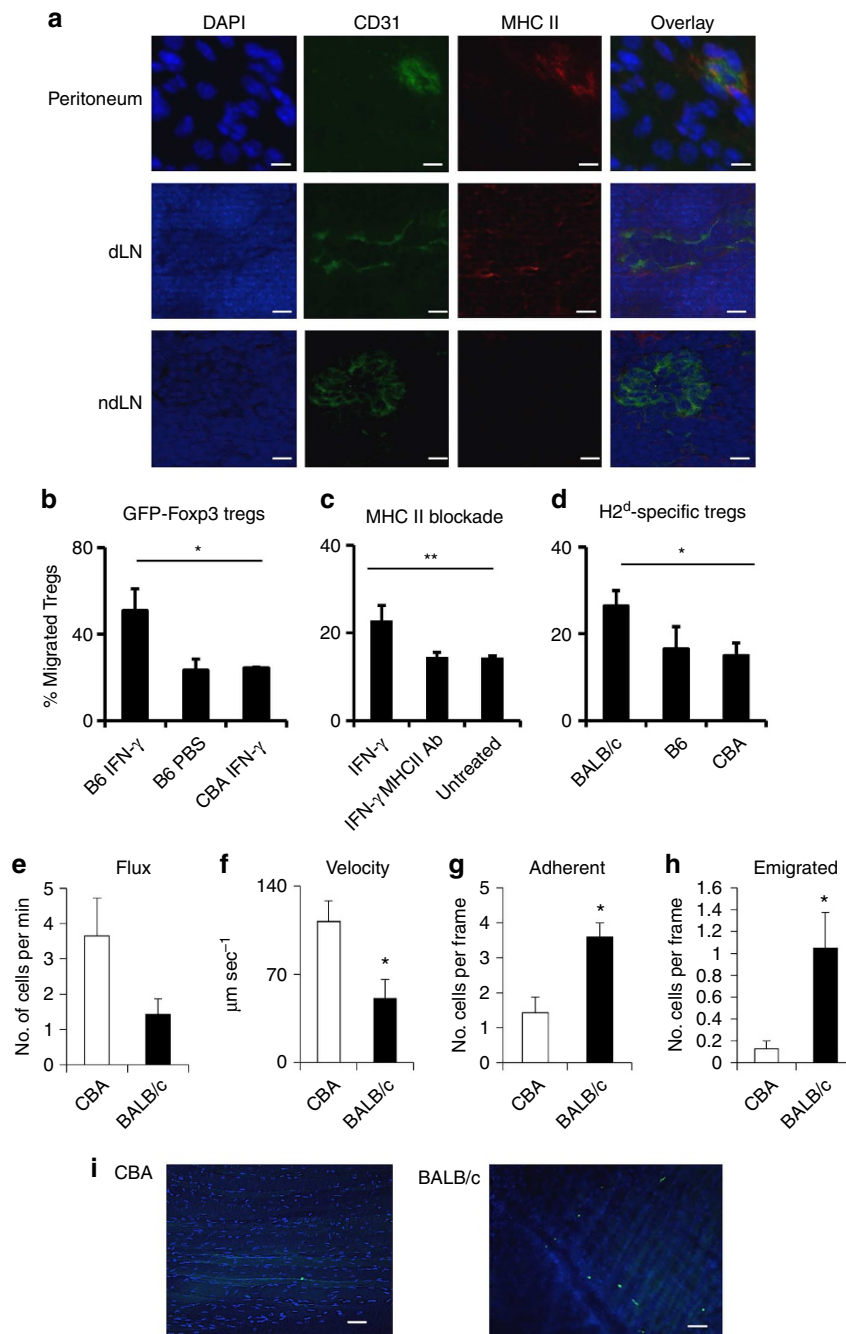 a
DAPI CD31 MHC II Overlay
Peritoneum
dLN
ndLN
b c d
GFP-Foxp3 tregs MHC II blockade H2ᵈ-specific tregs
% Migrated Tregs
80
40
0
*
B6 IFN-γ
B6 PBS
CBA IFN-γ
40
20
0
**
IFN-γ
IFN-γ MHCII Ab
Untreated
40
20
0
*
BALB/c
B6
CBA
e f g h
Flux Velocity Adherent Emigrated
No. of cells per min
5
4
3
2
1
0
CBA
BALB/c
μm sec⁻¹
140
70
0
*
CBA
BALB/c
No. cells per frame
5
4
3
2
1
0
*
CBA
BALB/c
No. cells per frame
1.6
1.4
1.2
1
0.8
0.6
0.4
0.2
0
*
CBA
BALB/c
i CBA BALB/c